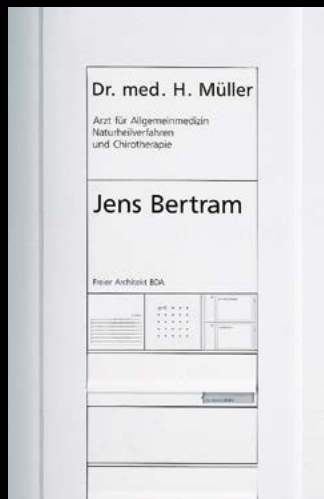 Dr. med. H. Müller
Arzt für Allgemeinmedizin
Naturheilverfahren
und Chirotherapie
Jens Bertram
Freier Architekt BDA